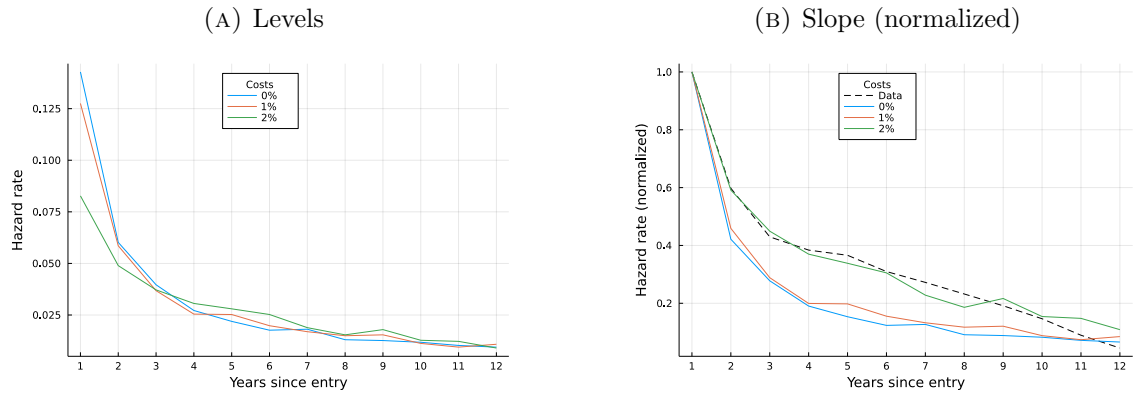 (A) Levels
Hazard rate
0.125
0.100
0.075
0.050
0.025
Costs
0%
1%
2%
1 2 3 4 5 6 7 8 9 10 11 12
Years since entry
(B) Slope (normalized)
Hazard rate (normalized)
1.0
0.8
0.6
0.4
0.2
Costs
Data
0%
1%
2%
1 2 3 4 5 6 7 8 9 10 11 12
Years since entry